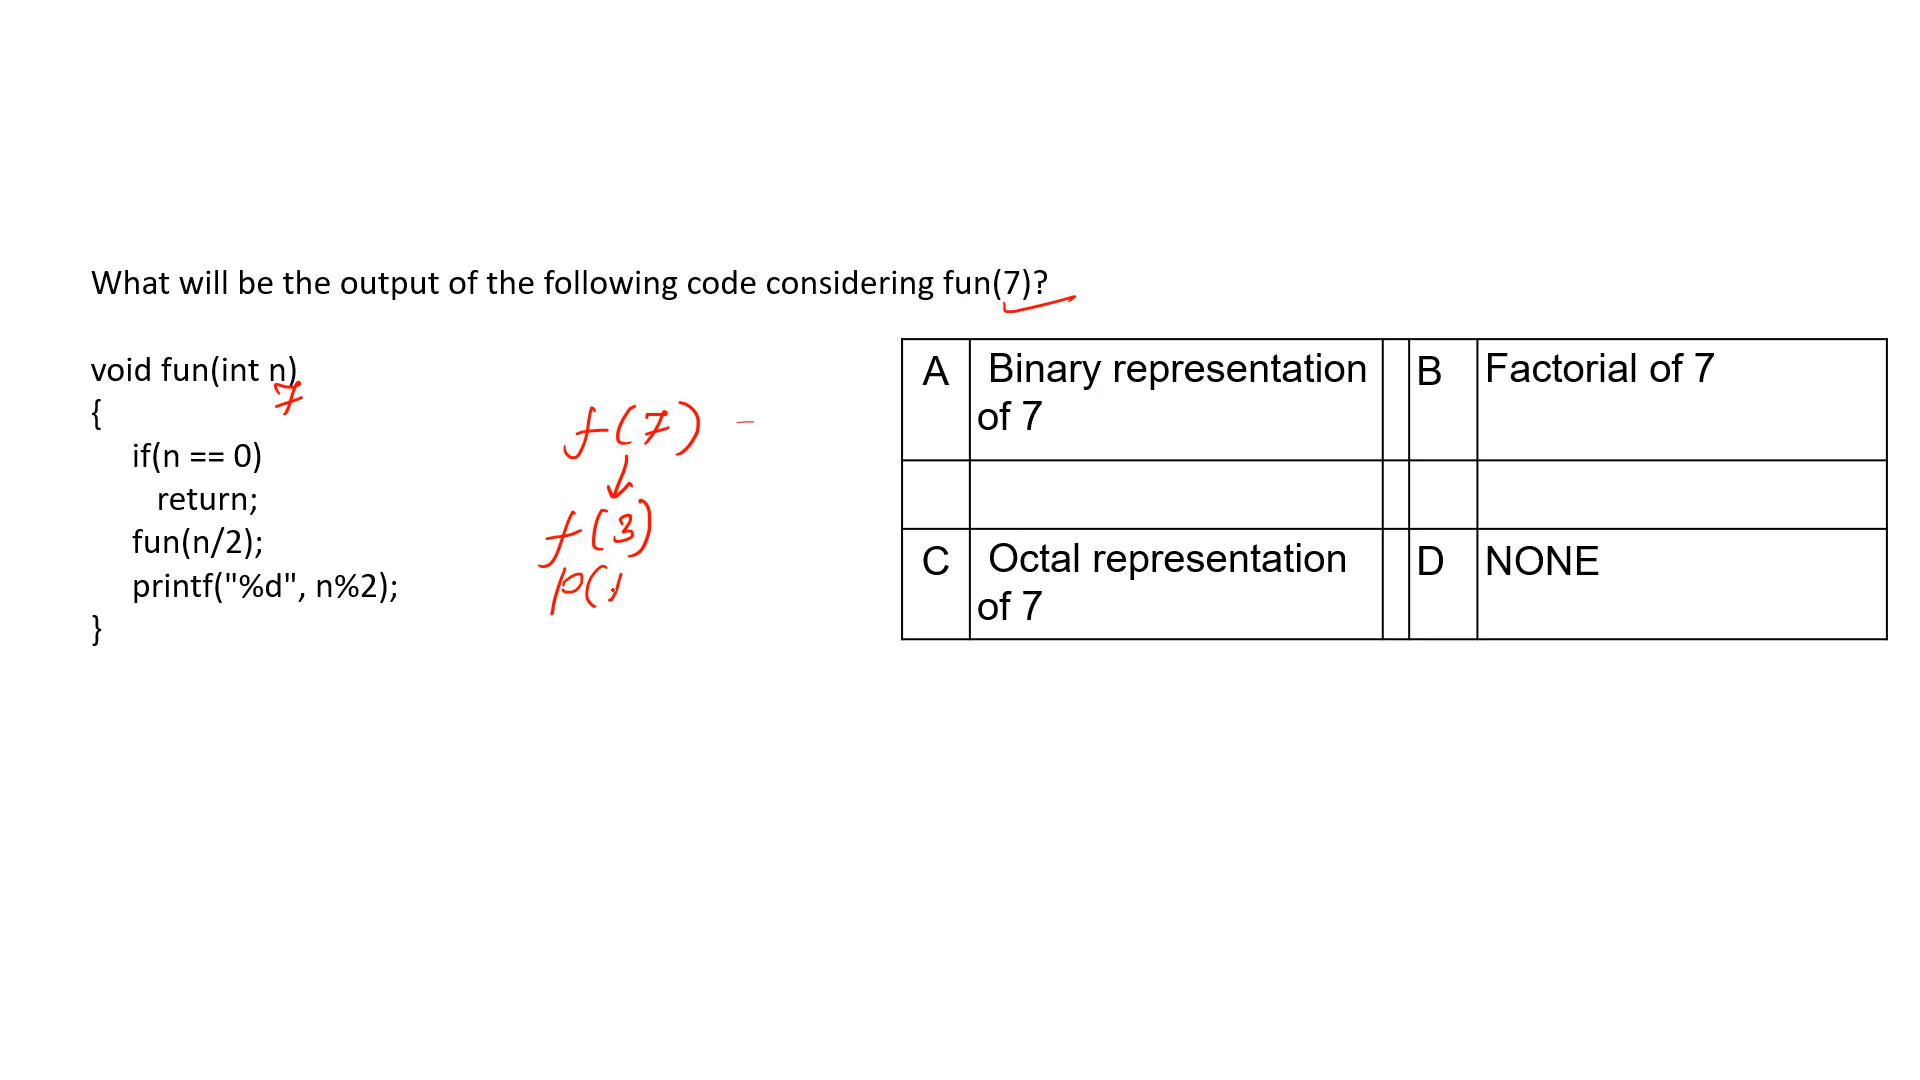 What will be the output of the following code considering fun(7)?
void fun(int n)
7
{
if(n == 0)
return;
fun(n/2);
printf("%d", n%2);
}
f(7) -
f(3)
p(1
A Binary representation of 7 B Factorial of 7
C Octal representation of 7 D NONE